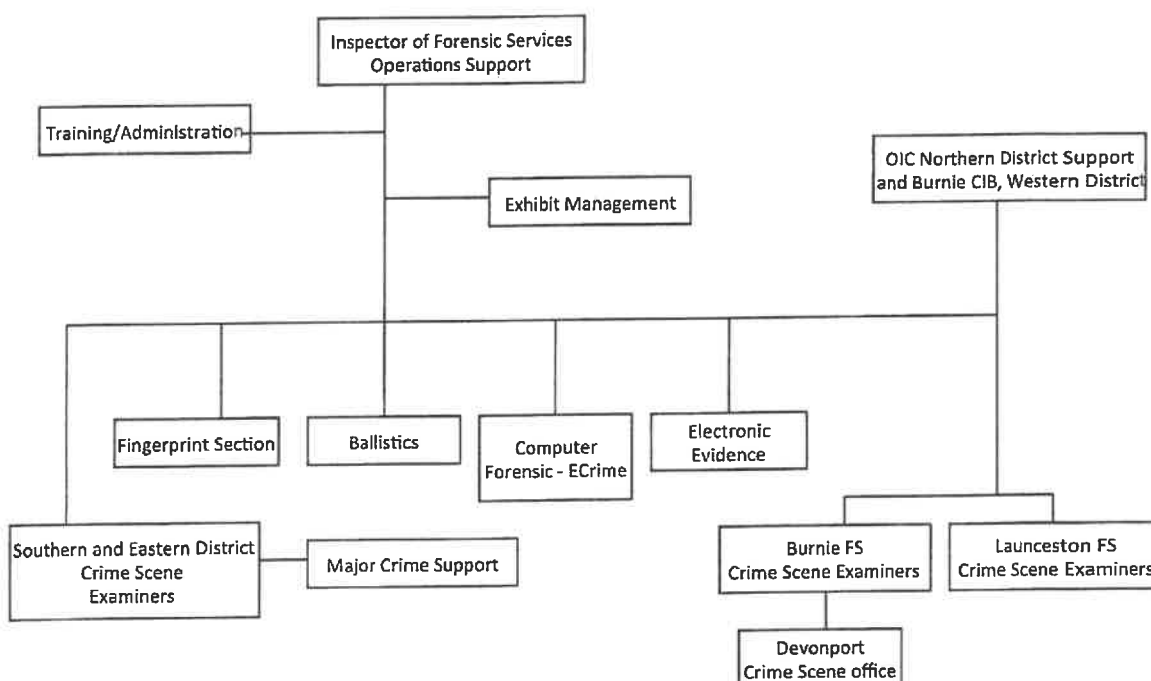 Inspector of Forensic Services
Operations Support
Training/Administration
OIC Northern District Support
and Burnie CIB, Western District
Exhibit Management
Fingerprint Section
Ballistics
Computer
Forensic - ECrime
Electronic
Evidence
Southern and Eastern District
Crime Scene
Examiners
Major Crime Support
Burnie FS
Crime Scene Examiners
Launceston FS
Crime Scene Examiners
Devonport
Crime Scene office